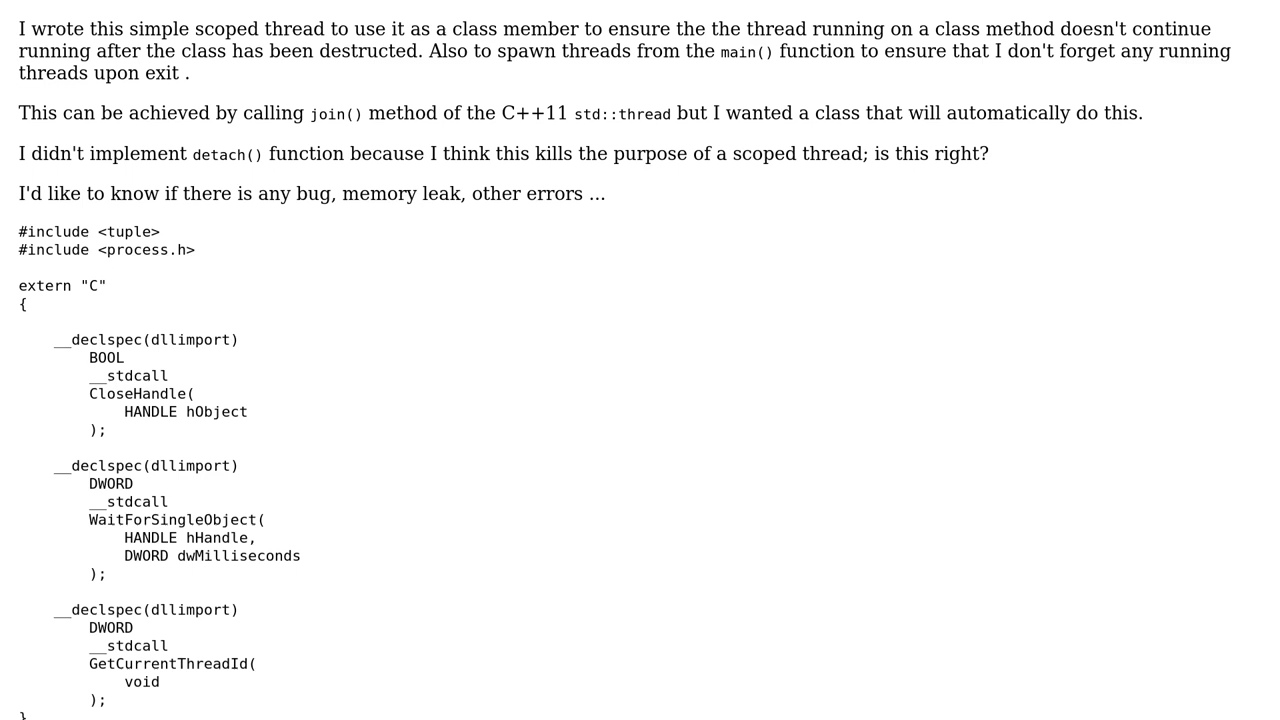 I wrote this simple scoped thread to use it as a class member to ensure the the thread running on a class method doesn't continue
running after the class has been destructed. Also to spawn threads from the main() function to ensure that I don't forget any running
threads upon exit .
This can be achieved by calling join() method of the C++11 std::thread but I wanted a class that will automatically do this.
I didn't implement detach() function because I think this kills the purpose of a scoped thread; is this right?
I'd like to know if there is any bug, memory leak, other errors ...
#include <tuple>
#include <process.h>
extern "C"
{
    __declspec(dllimport)
        BOOL
        __stdcall
        CloseHandle(
            HANDLE hObject
        );
    __declspec(dllimport)
        DWORD
        __stdcall
        WaitForSingleObject(
            HANDLE hHandle,
            DWORD dwMilliseconds
        );
    __declspec(dllimport)
        DWORD
        __stdcall
        GetCurrentThreadId(
            void
        );
}